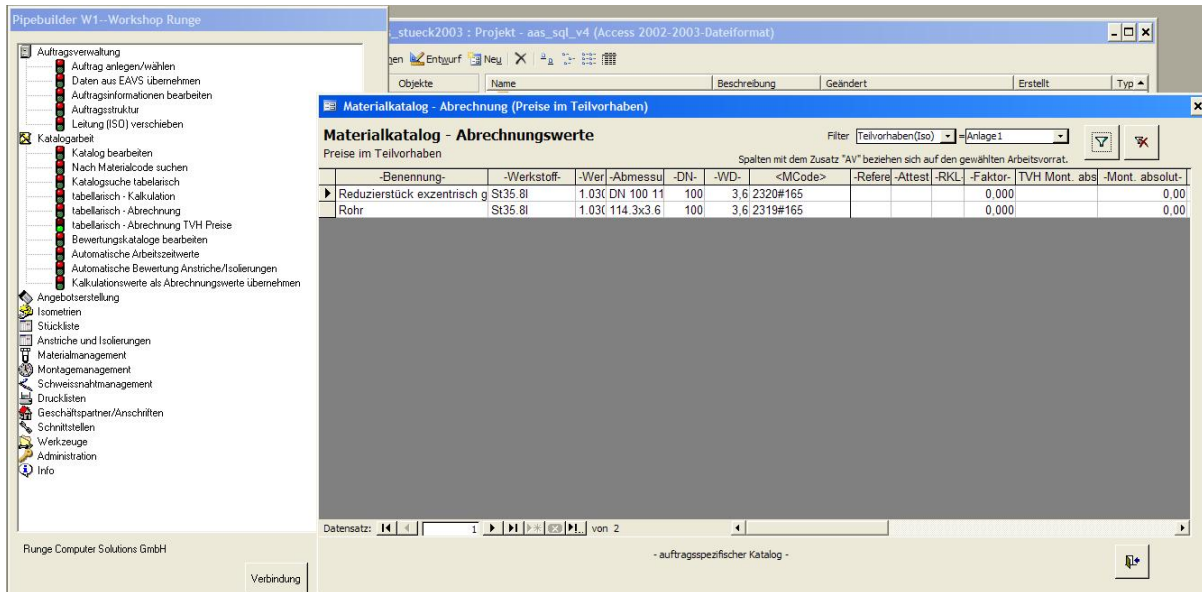 Pipebuilder W1--Workshop Runge
Auftragsverwaltung
Auftrag anlegen/wählen
Daten aus EAVS übernehmen
Auftragsinformationen bearbeiten
Auftragsstruktur
Leitung (ISO) verschieben
Katalogarbeit
Katalog bearbeiten
Nach Materialcode suchen
Katalogsuche tabelarisch
tabellarisch - Kalkulation
tabelarisch - Abrechnung
tabelarisch - Abrechnung TVH Preise
Bewertungskataloge bearbeiten
Automatische Arbeitszeitwerte
Automatische Bewertung Anstriche/Isolierungen
Kalkulationswerte als Abrechnungswerte übernehmen
Angebotserstellung
Isometrien
Stückliste
Anstriche und Isolierungen
Materialmanagement
Montagemanagement
Schweissnahtmanagement
Drucklisten
Geschäftspartner/Anschriften
Schnittstellen
Werkzeuge
Administration
Info
Runge Computer Solutions GmbH
Verbindung
_stueck2003 : Projekt - aas_sql_v4 (Access 2002-2003-Dateiformat)
Entwurf Neu
Objekte Name Beschreibung Geändert Erstellt Typ
Materialkatalog - Abrechnung (Preise im Teilvorhaben)
Materialkatalog - Abrechnungswerte
Filter Teilvorhaben(Iso) = Anlage1
Preise im Teilvorhaben
Spalten mit dem Zusatz "AV" beziehen sich auf den gewählten Arbeitsvorrat.
-Benennung- -Werkstoff- -Wer -Abmessu -DN- -WD- <MCode> -Refere -Attest -RKL- -Faktor- TVH Mont. abs -Mont. absolut-
Reduzierstück exzentrisch g St35.8I 1.030 DN 100 11 100 3,6 2320#165 0,000 0,00
Rohr St35.8I 1.030 114.3x3.6 100 3,6 2319#165 0,000 0,00
Datensatz: 1 von 2
- auftragsspezifischer Katalog -